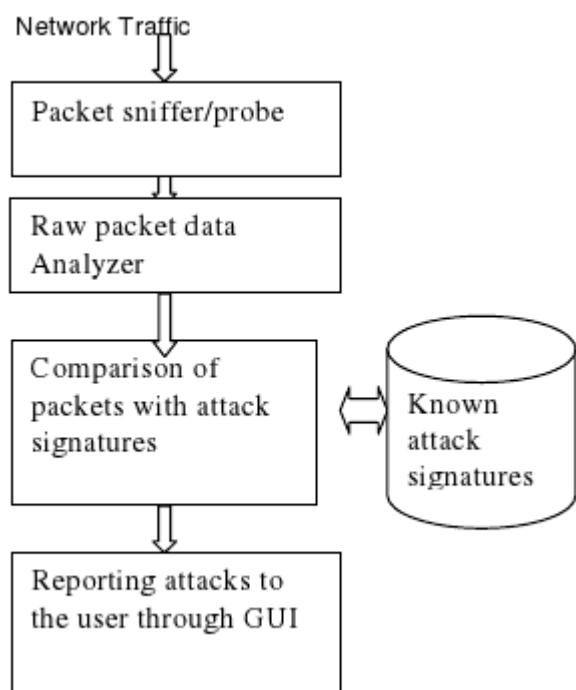 Network Traffic
Packet sniffer/probe
Raw packet data
Analyzer
Comparison of
packets with attack
signatures
Known
attack
signatures
Reporting attacks to
the user through GUI